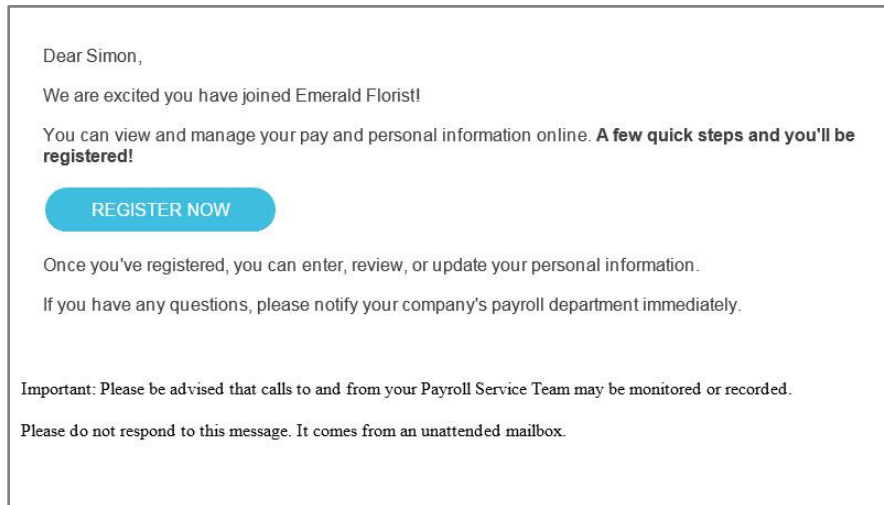 Dear Simon,
We are excited you have joined Emerald Florist!
You can view and manage your pay and personal information online. A few quick steps and you'll be
registered!
REGISTER NOW
Once you've registered, you can enter, review, or update your personal information.
If you have any questions, please notify your company's payroll department immediately.
Important: Please be advised that calls to and from your Payroll Service Team may be monitored or recorded.
Please do not respond to this message. It comes from an unattended mailbox.